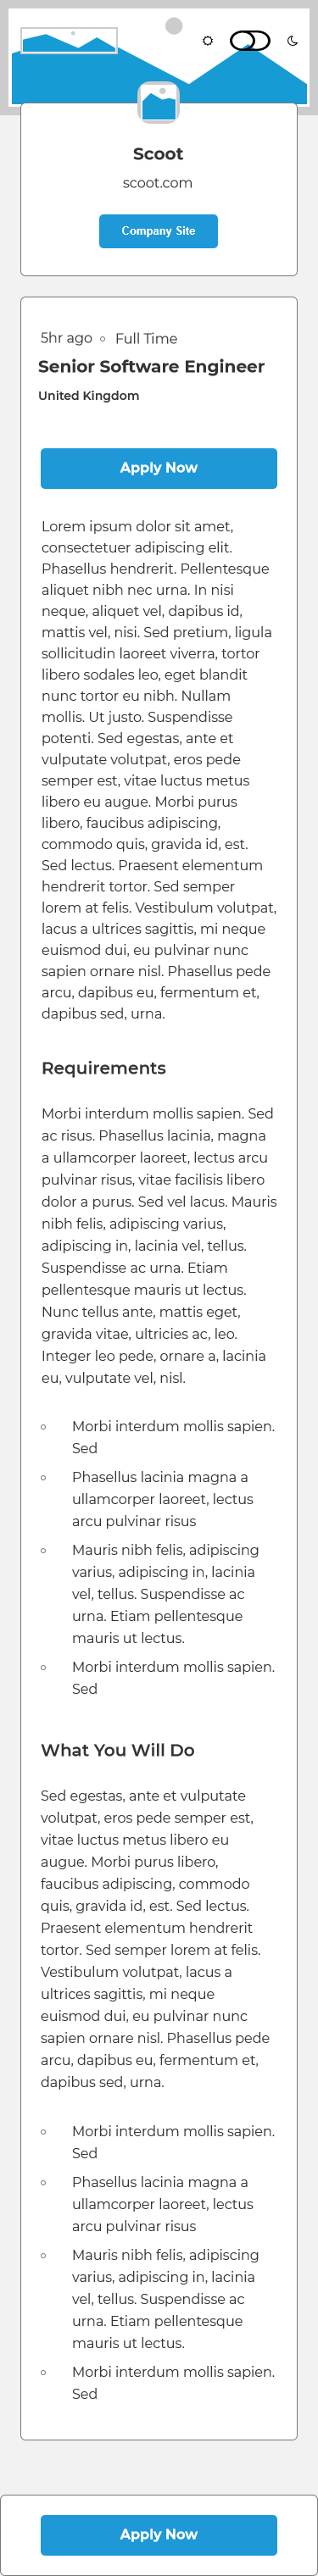 Scoot
scoot.com
Company Site
5hr ago Full Time
Senior Software Engineer
United Kingdom
Apply Now
Lorem ipsum dolor sit amet,
consectetuer adipiscing elit.
Phasellus hendrerit. Pellentesque
aliquet nibh nec urna. In nisi
neque, aliquet vel, dapibus id,
mattis vel, nisi. Sed pretium, ligula
sollicitudin laoreet viverra, tortor
libero sodales leo, eget blandit
nunc tortor eu nibh. Nullam
mollis. Ut justo. Suspendisse
potenti. Sed egestas, ante et
vulputate volutpat, eros pede
semper est, vitae luctus metus
libero eu augue. Morbi purus
libero, faucibus adipiscing,
commodo quis, gravida id, est.
Sed lectus. Praesent elementum
hendrerit tortor. Sed semper
lorem at felis. Vestibulum volutpat,
lacus a ultrices sagittis, mi neque
euismod dui, eu pulvinar nunc
sapien ornare nisl. Phasellus pede
arcu, dapibus eu, fermentum et,
dapibus sed, urna.
Requirements
Morbi interdum mollis sapien. Sed
ac risus. Phasellus lacinia, magna
a ullamcorper laoreet, lectus arcu
pulvinar risus, vitae facilisis libero
dolor a purus. Sed vel lacus. Mauris
nibh felis, adipiscing varius,
adipiscing in, lacinia vel, tellus.
Suspendisse ac urna. Etiam
pellentesque mauris ut lectus.
Nunc tellus ante, mattis eget,
gravida vitae, ultricies ac, leo.
Integer leo pede, ornare a, lacinia
eu, vulputate vel, nisl.
Morbi interdum mollis sapien.
Sed
Phasellus lacinia magna a
ullamcorper laoreet, lectus
arcu pulvinar risus
Mauris nibh felis, adipiscing
varius, adipiscing in, lacinia
vel, tellus. Suspendisse ac
urna. Etiam pellentesque
mauris ut lectus.
Morbi interdum mollis sapien.
Sed
What You Will Do
Sed egestas, ante et vulputate
volutpat, eros pede semper est,
vitae luctus metus libero eu
augue. Morbi purus libero,
faucibus adipiscing, commodo
quis, gravida id, est. Sed lectus.
Praesent elementum hendrerit
tortor. Sed semper lorem at felis.
Vestibulum volutpat, lacus a
ultrices sagittis, mi neque
euismod dui, eu pulvinar nunc
sapien ornare nisl. Phasellus pede
arcu, dapibus eu, fermentum et,
dapibus sed, urna.
Morbi interdum mollis sapien.
Sed
Phasellus lacinia magna a
ullamcorper laoreet, lectus
arcu pulvinar risus
Mauris nibh felis, adipiscing
varius, adipiscing in, lacinia
vel, tellus. Suspendisse ac
urna. Etiam pellentesque
mauris ut lectus.
Morbi interdum mollis sapien.
Sed
Apply Now